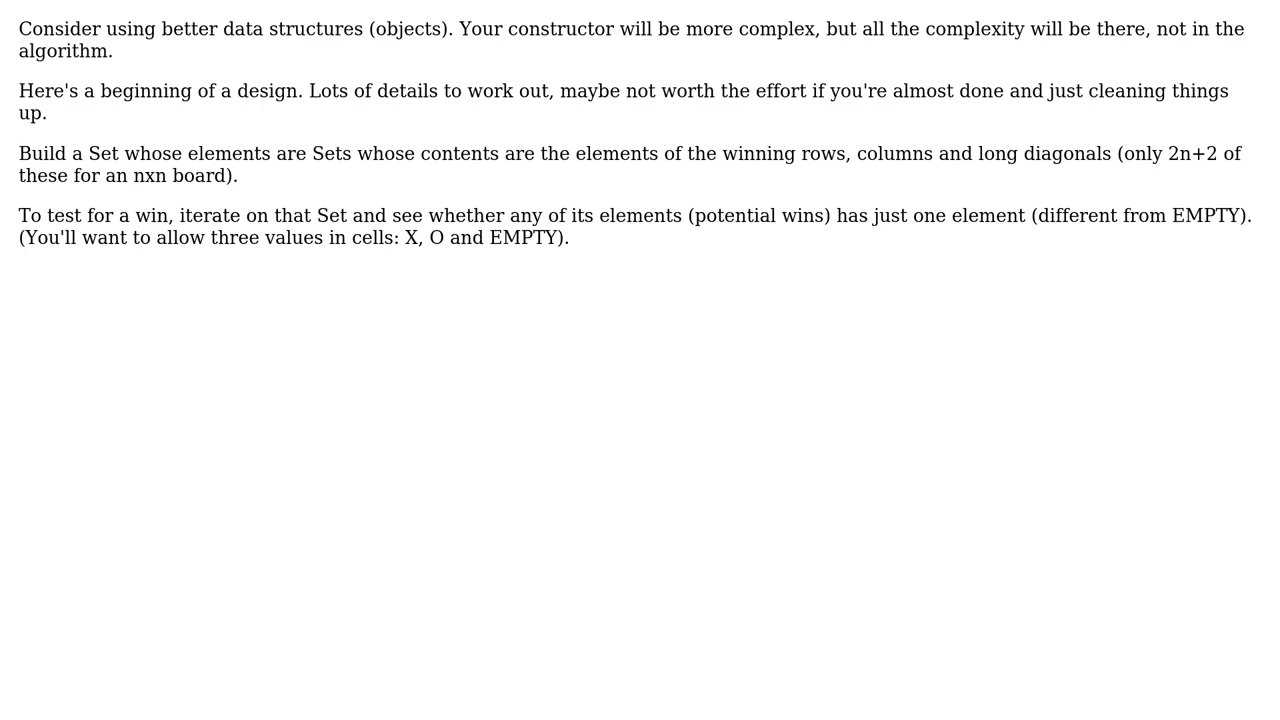 Consider using better data structures (objects). Your constructor will be more complex, but all the complexity will be there, not in the
algorithm.
Here's a beginning of a design. Lots of details to work out, maybe not worth the effort if you're almost done and just cleaning things
up.
Build a Set whose elements are Sets whose contents are the elements of the winning rows, columns and long diagonals (only 2n+2 of
these for an nxn board).
To test for a win, iterate on that Set and see whether any of its elements (potential wins) has just one element (different from EMPTY).
(You'll want to allow three values in cells: X, O and EMPTY).